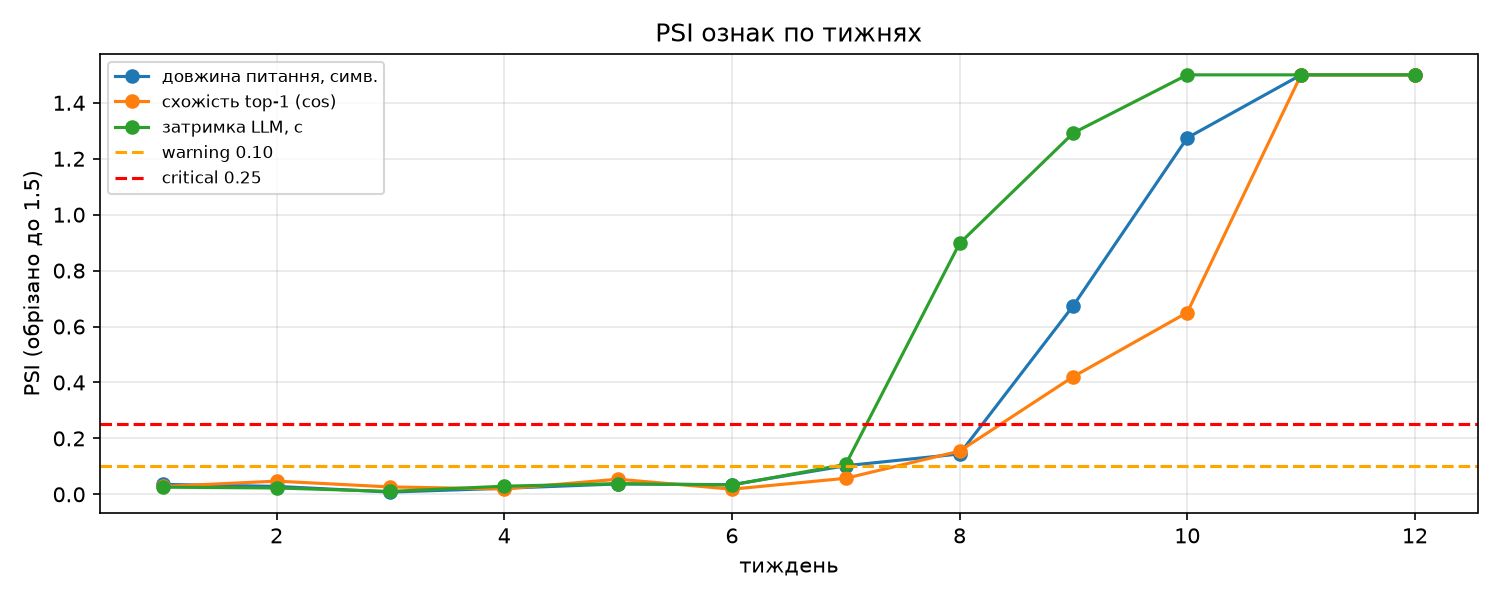 PSI ознак по тижнях
довжина питання, симв.
схожість top-1 (cos)
затримка LLM, с
warning 0.10
critical 0.25
PSI (обрізано до 1.5)
1.4
1.2
1.0
0.8
0.6
0.4
0.2
0.0
2 4 6 8 10 12
тиждень